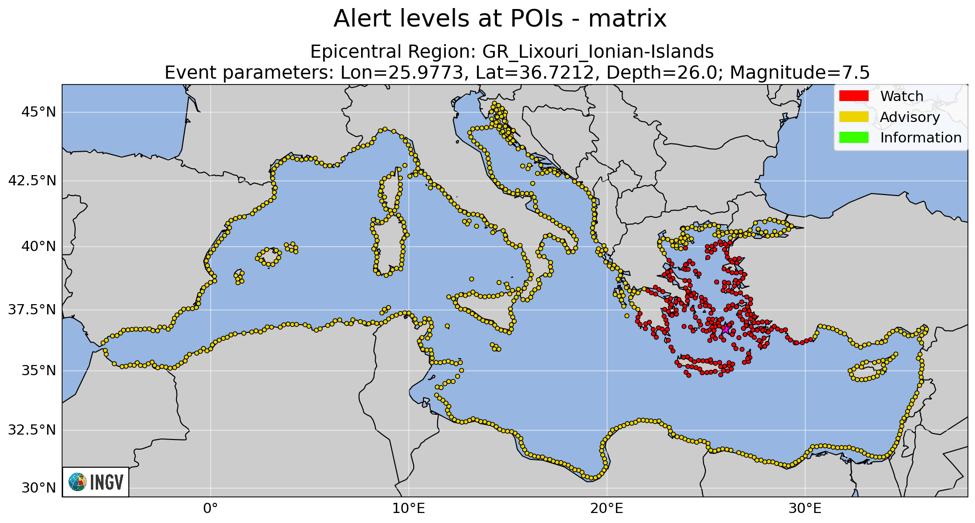 Alert levels at POIs - matrix
Epicentral Region: GR_Lixouri_Ionian-Islands
Event parameters: Lon=25.9773, Lat=36.7212, Depth=26.0; Magnitude=7.5
Watch
Advisory
Information
45°N
42.5°N
40°N
37.5°N
35°N
32.5°N
30°N
INGV
0°
10°E
20°E
30°E